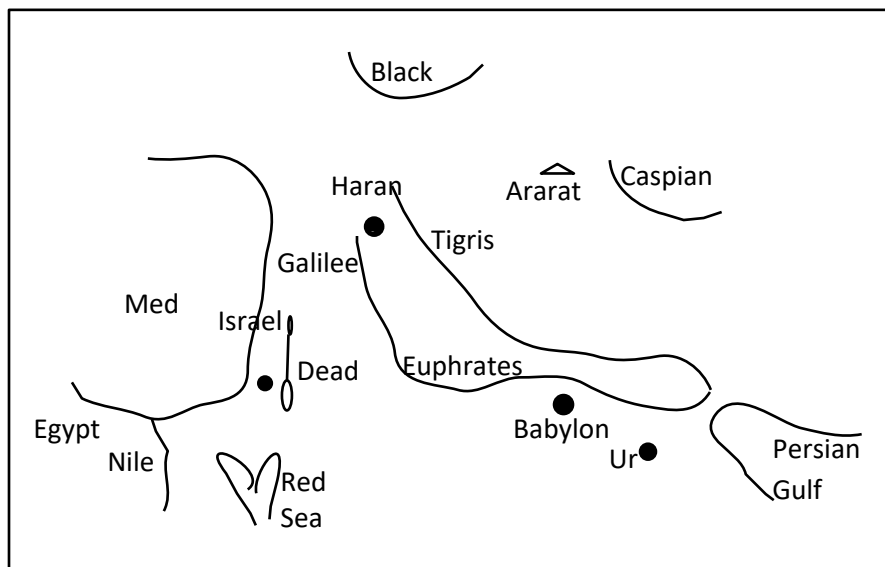 Black
Caspian
Haran
Ararat
Tigris
Galilee
Med
Israel
Dead
Euphrates
Egypt
Babylon
Nile
Ur
Persian
Gulf
Red
Sea